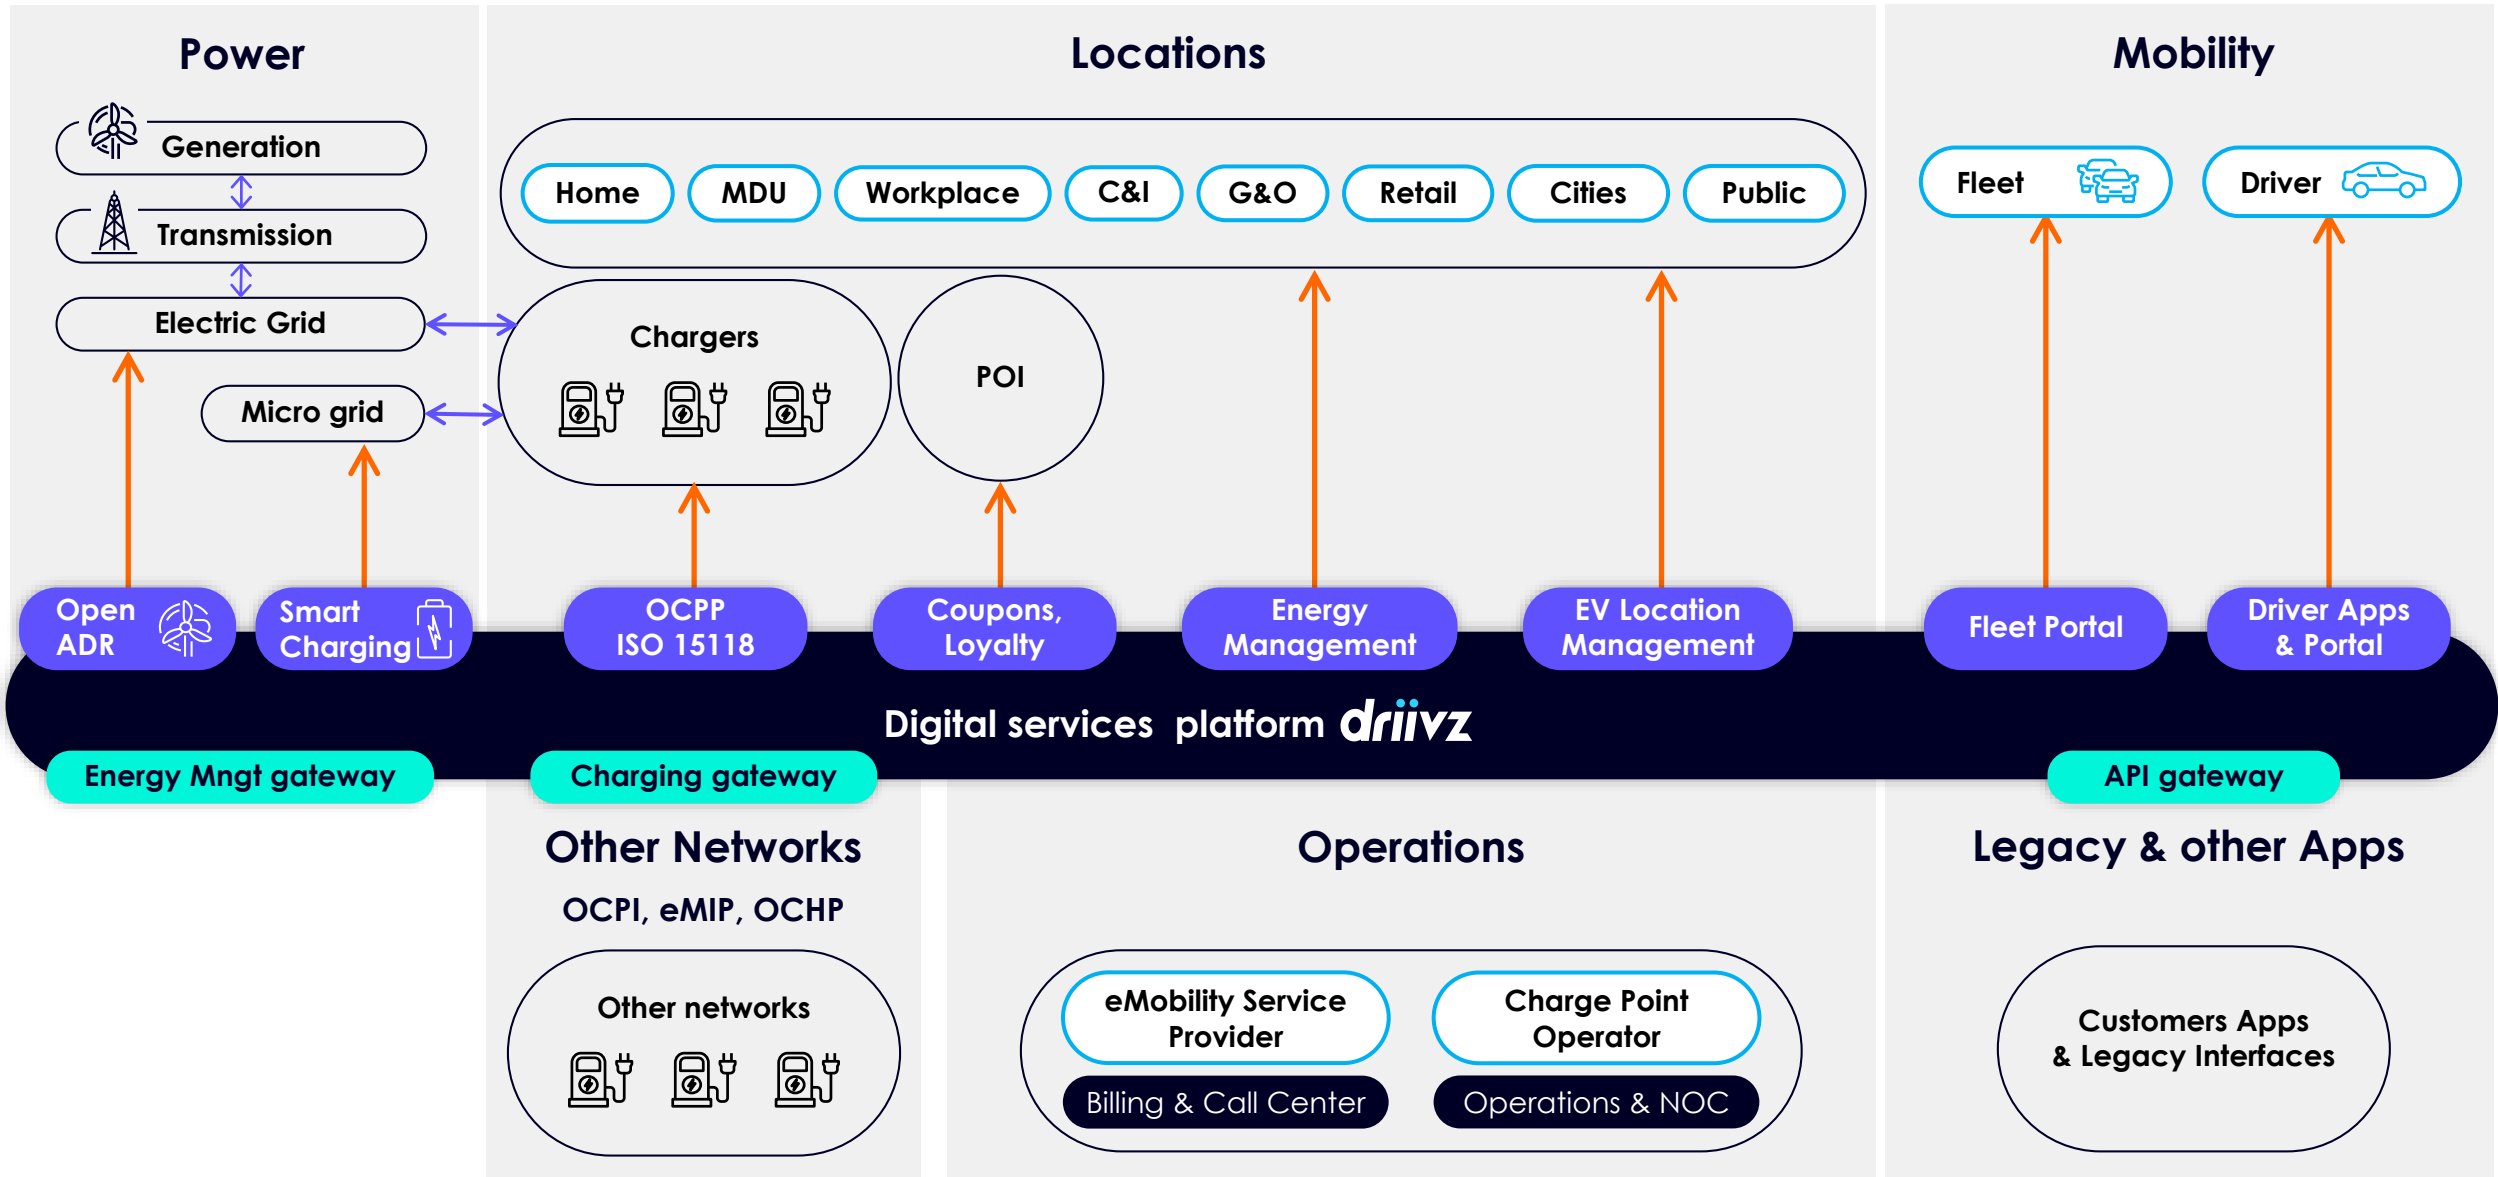 Power
Locations
Mobility
Generation
Transmission
Electric Grid
Micro grid
Home
MDU
Workplace
C&I
G&O
Retail
Cities
Public
Chargers
POI
Fleet
Driver
Open
ADR
Smart
Charging
OCPP
ISO 15118
Coupons,
Loyalty
Energy
Management
EV Location
Management
Fleet Portal
Driver Apps
& Portal
Digital services platform driivz
Energy Mngt gateway
Charging gateway
API gateway
Other Networks
OCPI, eMIP, OCHP
Other networks
Operations
eMobility Service
Provider
Charge Point
Operator
Billing & Call Center
Operations & NOC
Legacy & other Apps
Customers Apps
& Legacy Interfaces